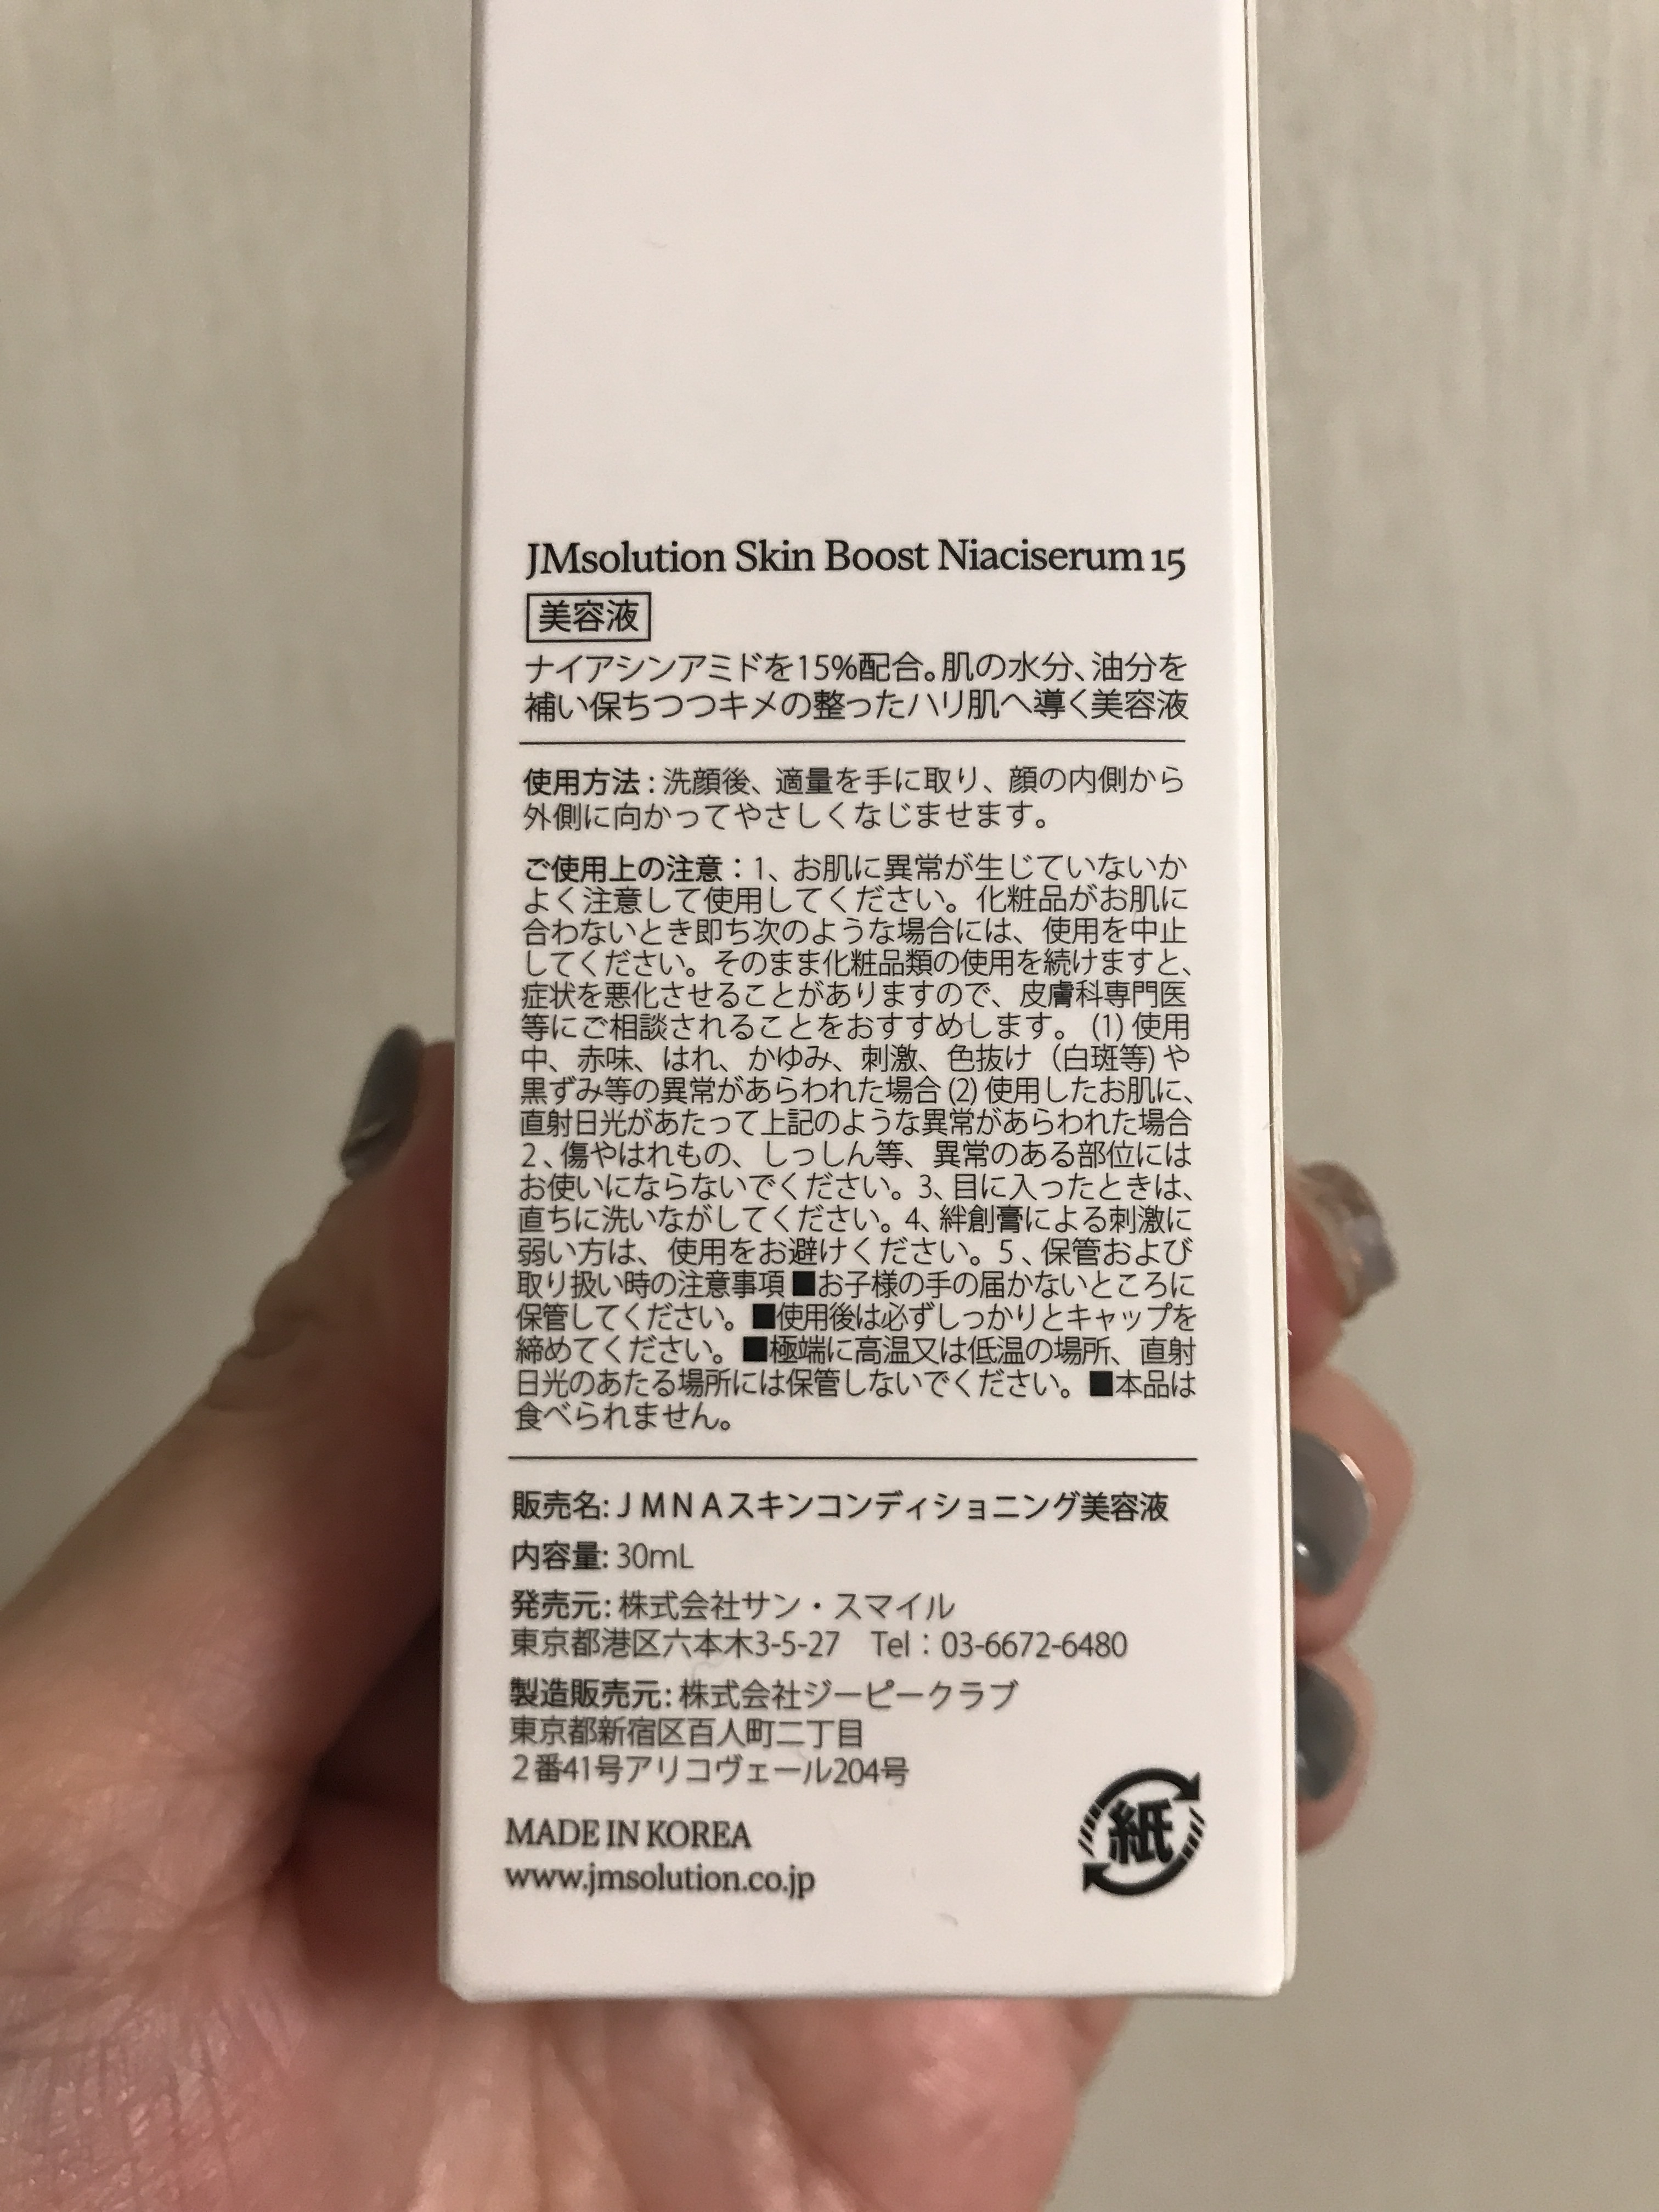 JMsolution Skin Boost Niaciserum 15
美容液
ナイアシンアミドを15%配合。肌の水分、油分を
補い保ちつつキメの整ったハリ肌へ導く美容液
使用方法：洗顔後、適量を手に取り、顔の内側から
外側に向かってやさしくなじませます。
ご使用上の注意：1、お肌に異常が生じていないか
よく注意して使用してください。化粧品がお肌に
合わないとき即ち次のような場合には、使用を中止
してください。そのまま化粧品類の使用を続けますと、
症状を悪化させることがありますので、皮膚科専門医
等にご相談されることをおすすめします。(1) 使用
中、赤味、はれ、かゆみ、刺激、色抜け（白斑等) や
黒ずみ等の異常があらわれた場合 (2) 使用したお肌に、
直射日光があたって上記のような異常があらわれた場合
2、傷やはれもの、しっしん等、異常のある部位には
お使いにならないでください。3、目に入ったときは、
直ちに洗いながしてください。4、絆創膏による刺激に
弱い方は、使用をお避けください。5、保管および
取り扱い時の注意事項 ■お子様の手の届かないところに
保管してください。■使用後は必ずしっかりとキャップを
締めてください。■極端に高温又は低温の場所、直射
日光のあたる場所には保管しないでください。■本品は
食べられません。
販売名: ＪＭＮＡスキンコンディショニング美容液
内容量: 30mL
発売元: 株式会社サン・スマイル
東京都港区六本木3-5-27　Tel：03-6672-6480
製造販売元: 株式会社ジーピークラブ
東京都新宿区百人町二丁目
２番41号アリコヴェール204号
MADE IN KOREA
www.jmsolution.co.jp
紙